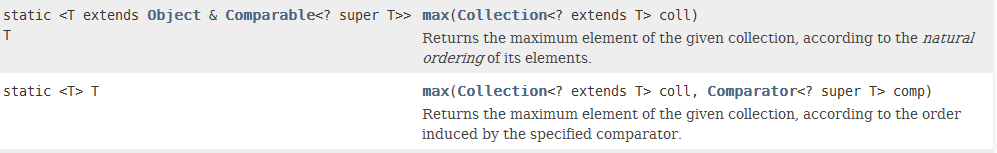 static <T extends Object & Comparable<? super T>> max(Collection<? extends T> coll)
T
Returns the maximum element of the given collection, according to the natural
ordering of its elements.
static <T> T max(Collection<? extends T> coll, Comparator<? super T> comp)
Returns the maximum element of the given collection, according to the order
induced by the specified comparator.